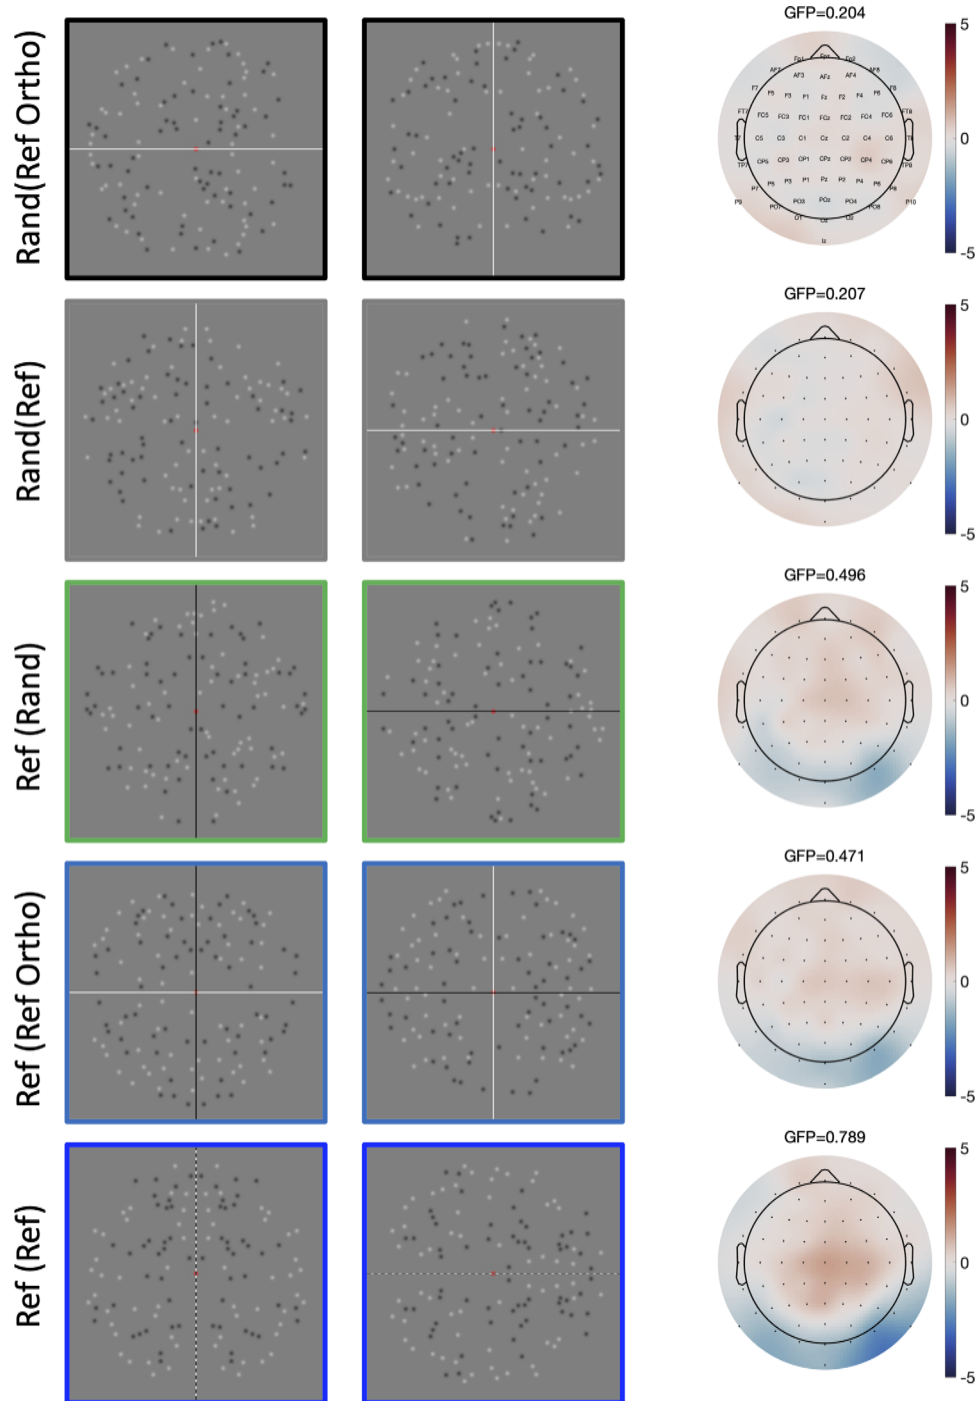 Rand(Ref Ortho)
GFP=0.204
5
0
-5
Fp1 Fpz Fp2
AF7 AF3 AFz AF4 AF8
F7 F5 F3 F1 Fz F2 F4 F6 F8
FT7 FC5 FC3 FC1 FCz FC2 FC4 FC6 FT8
T7 C5 C3 C1 Cz C2 C4 C6 T8
TP7 CP5 CP3 CP1 CPz CP2 CP4 CP6 TP8
P7 P5 P3 P1 Pz P2 P4 P6 P8
P9 PO7 PO3 POz PO4 PO8 P10
O1 Oz O2
Iz
Rand(Ref)
GFP=0.207
5
0
-5
Ref (Rand)
GFP=0.496
5
0
-5
Ref (Ref Ortho)
GFP=0.471
5
0
-5
Ref (Ref)
GFP=0.789
5
0
-5